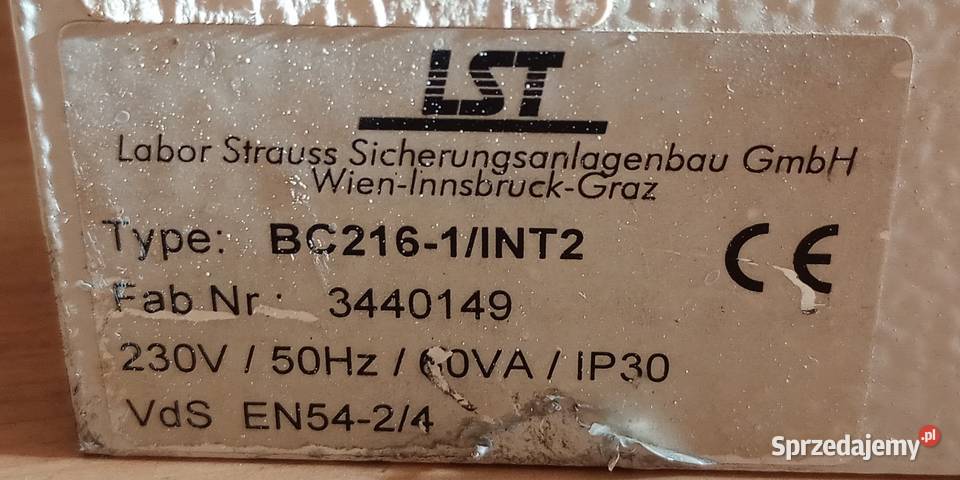 LST
Labor Strauss Sicherungsanlagenbau GmbH
Wien-Innsbruck-Graz
Type: BC216-1/INT2
CE
Fab Nr.: 3440149
230V / 50Hz / 60VA / IP30
VdS EN54-2/4
Sprzedajemy.pl